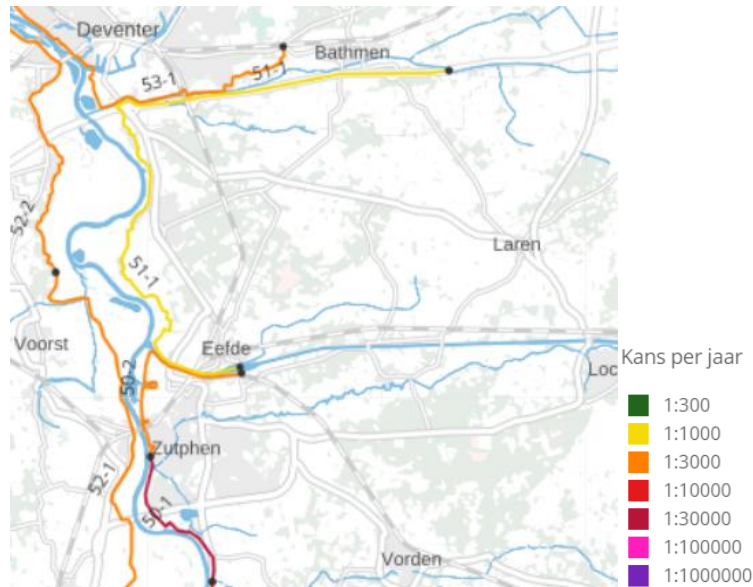 Deventer
Bathmen
53-1
51-1
52-2
Laren
51-1
Voorst
Eefde
50-2
Loc
Zutphen
52-1
50-1
Vorden
Kans per jaar
1:300
1:1000
1:3000
1:10000
1:30000
1:100000
1:1000000